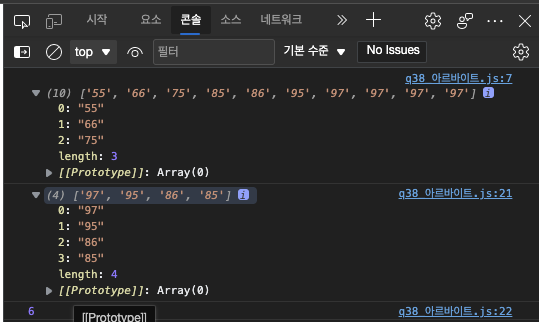 시작 요소 콘솔 소스 네트워크
top 필터 기본 수준 No Issues
q38_아르바이트.js:7
(10) ['55', '66', '75', '85', '86', '95', '97', '97', '97', '97'] i
0: "55"
1: "66"
2: "75"
length: 3
[[Prototype]]: Array(0)
q38_아르바이트.js:21
(4) ['97', '95', '86', '85'] i
0: "97"
1: "95"
2: "86"
3: "85"
length: 4
[[Prototype]]: Array(0)
6 q38_아르바이트.js:22
[[Prototype]]